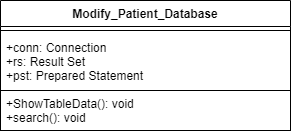 Modify_Patient_Database
+conn: Connection
+rs: Result Set
+pst: Prepared Statement
+ShowTableData(): void
+search(): void